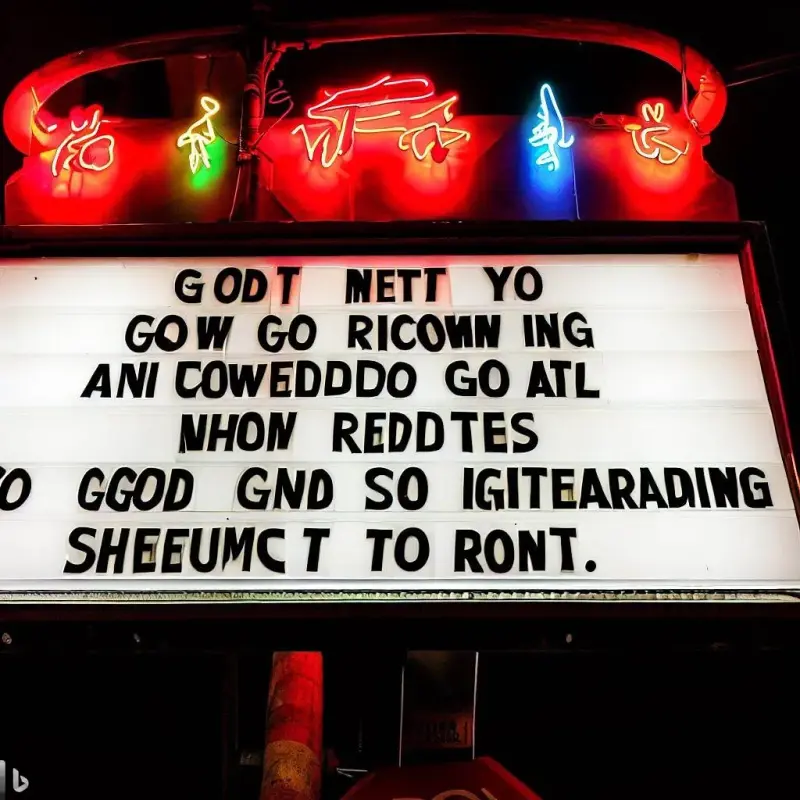 GODT NETT YO
GOW GO RICOWN ING
ANI COWEDDDO GO ATL
NHON REDDTES
O GGOD GND SO IGITEARADING
SHEEUMCT TO RONT.
b